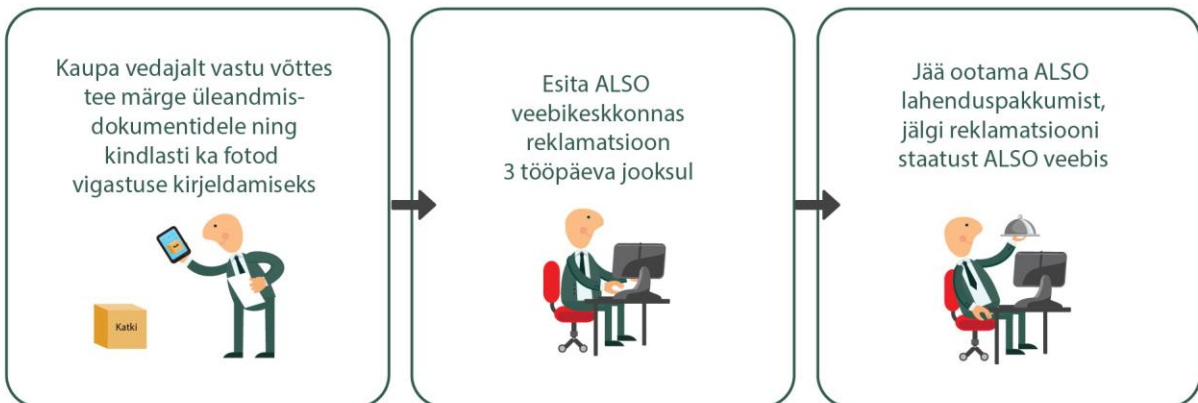 Kaupa vedajalt vastu võttes
tee märge üleandmis-
dokumentidele ning
kindlasti ka fotod
vigastuse kirjeldamiseks
Katki
Esita ALSO
veebikeskkonnas
reklamatsioon
3 tööpäeva jooksul
Jää ootama ALSO
lahenduspakkumist,
jälgi reklamatsiooni
staatust ALSO veebis